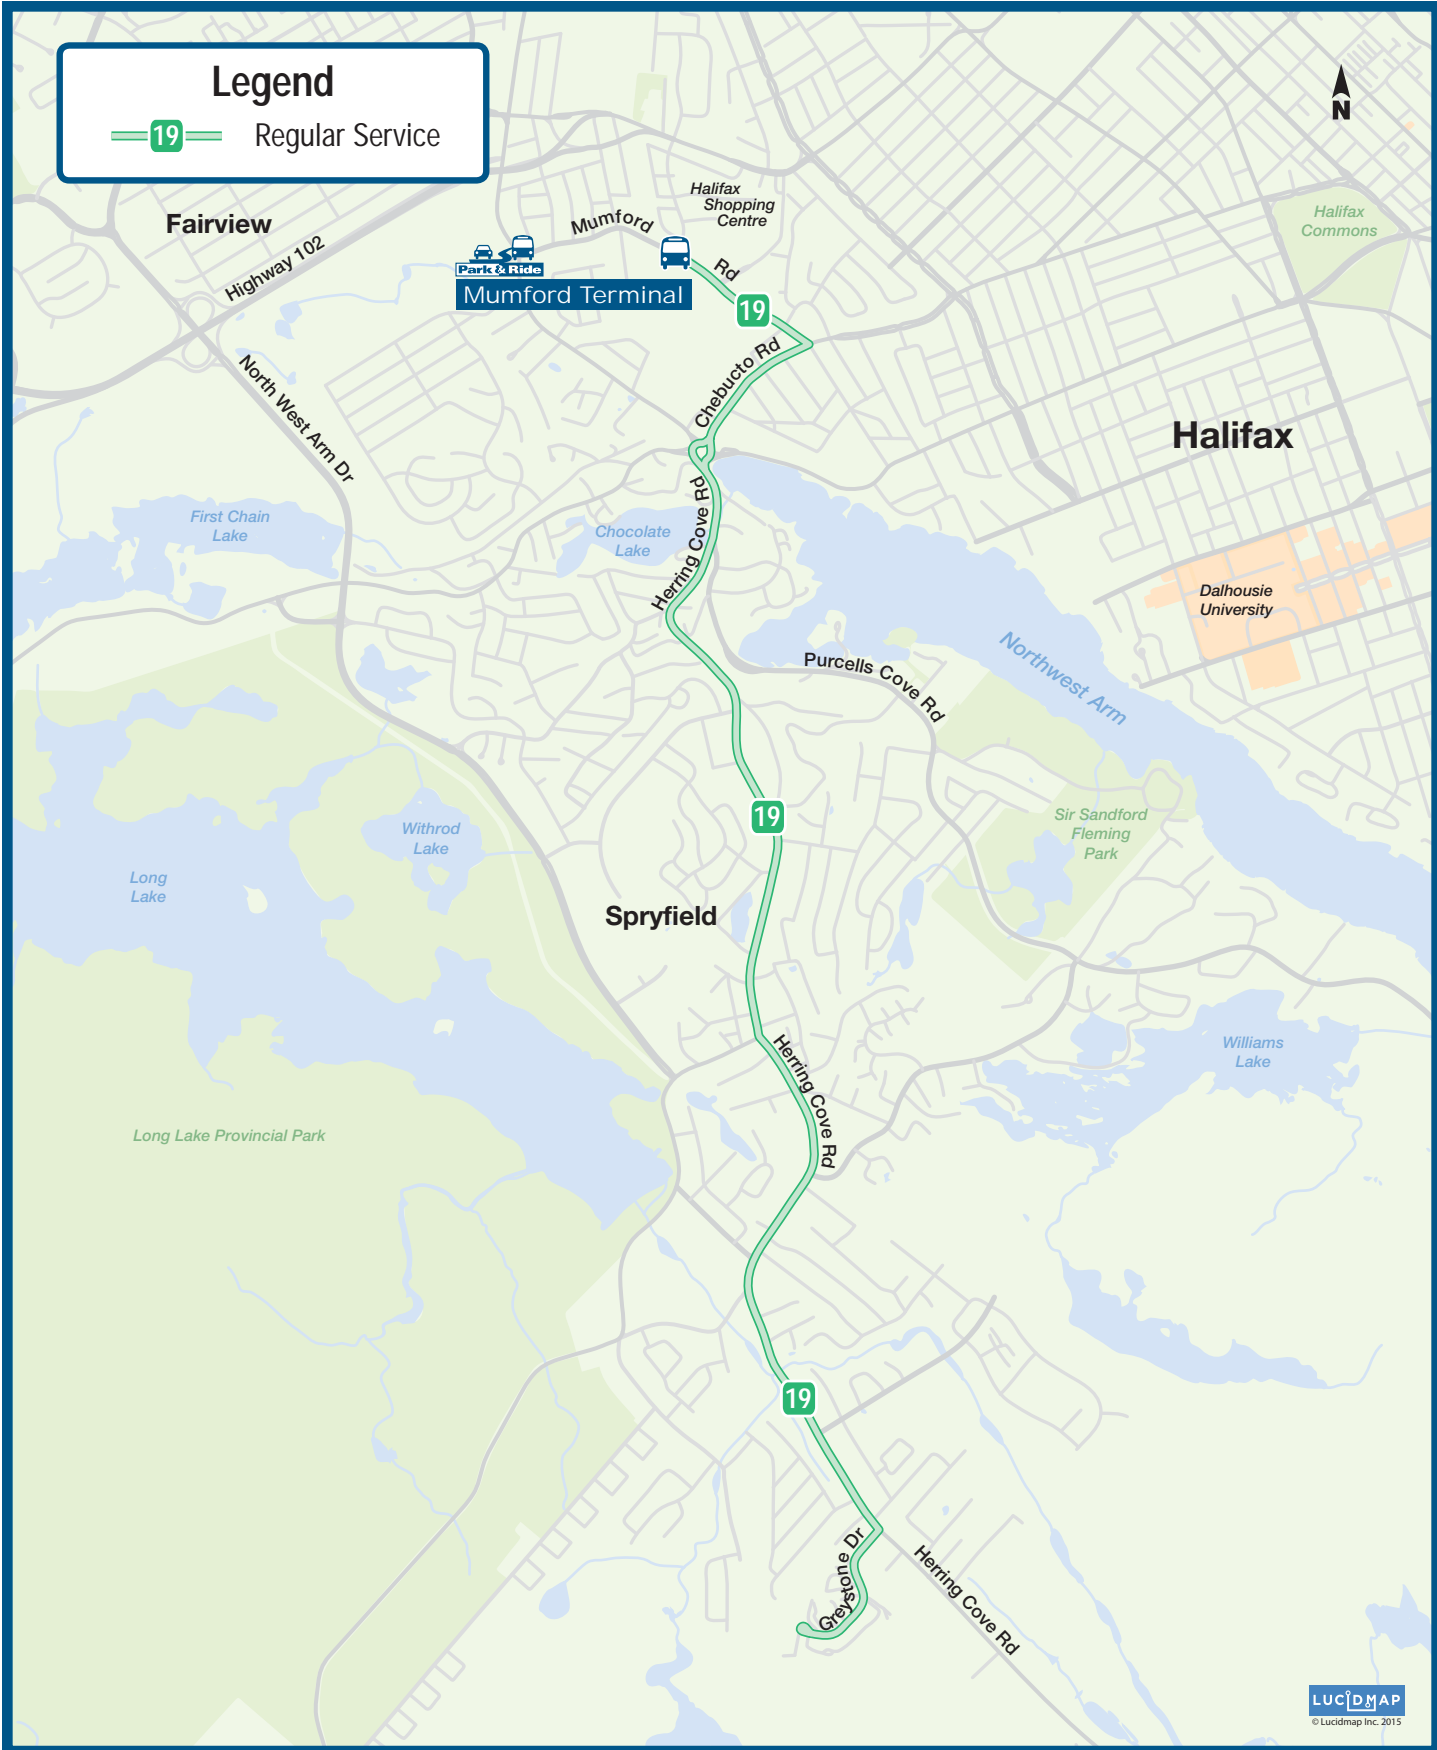 Legend
19 Regular Service
N
Fairview
Highway 102
Halifax
Shopping
Centre
Mumford Rd
Park & Ride
Mumford Terminal
19
Halifax
Commons
Chebucto Rd
North West Arm Dr
Halifax
First Chain
Lake
Chocolate
Lake
Herring Cove Rd
Dalhousie
University
Northwest Arm
Purcells Cove Rd
19
Sir Sandford
Fleming
Park
Withrod
Lake
Long
Lake
Spryfield
Herring Cove Rd
Williams
Lake
Long Lake Provincial Park
19
Greystone Dr
Herring Cove Rd
LUCIDMAP
© Lucidmap Inc. 2015